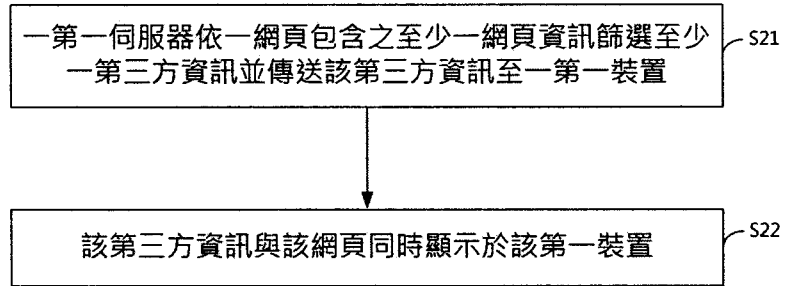 一第一伺服器依一網頁包含之至少一網頁資訊篩選至少
一第三方資訊並傳送該第三方資訊至一第一裝置
S21
該第三方資訊與該網頁同時顯示於該第一裝置
S22